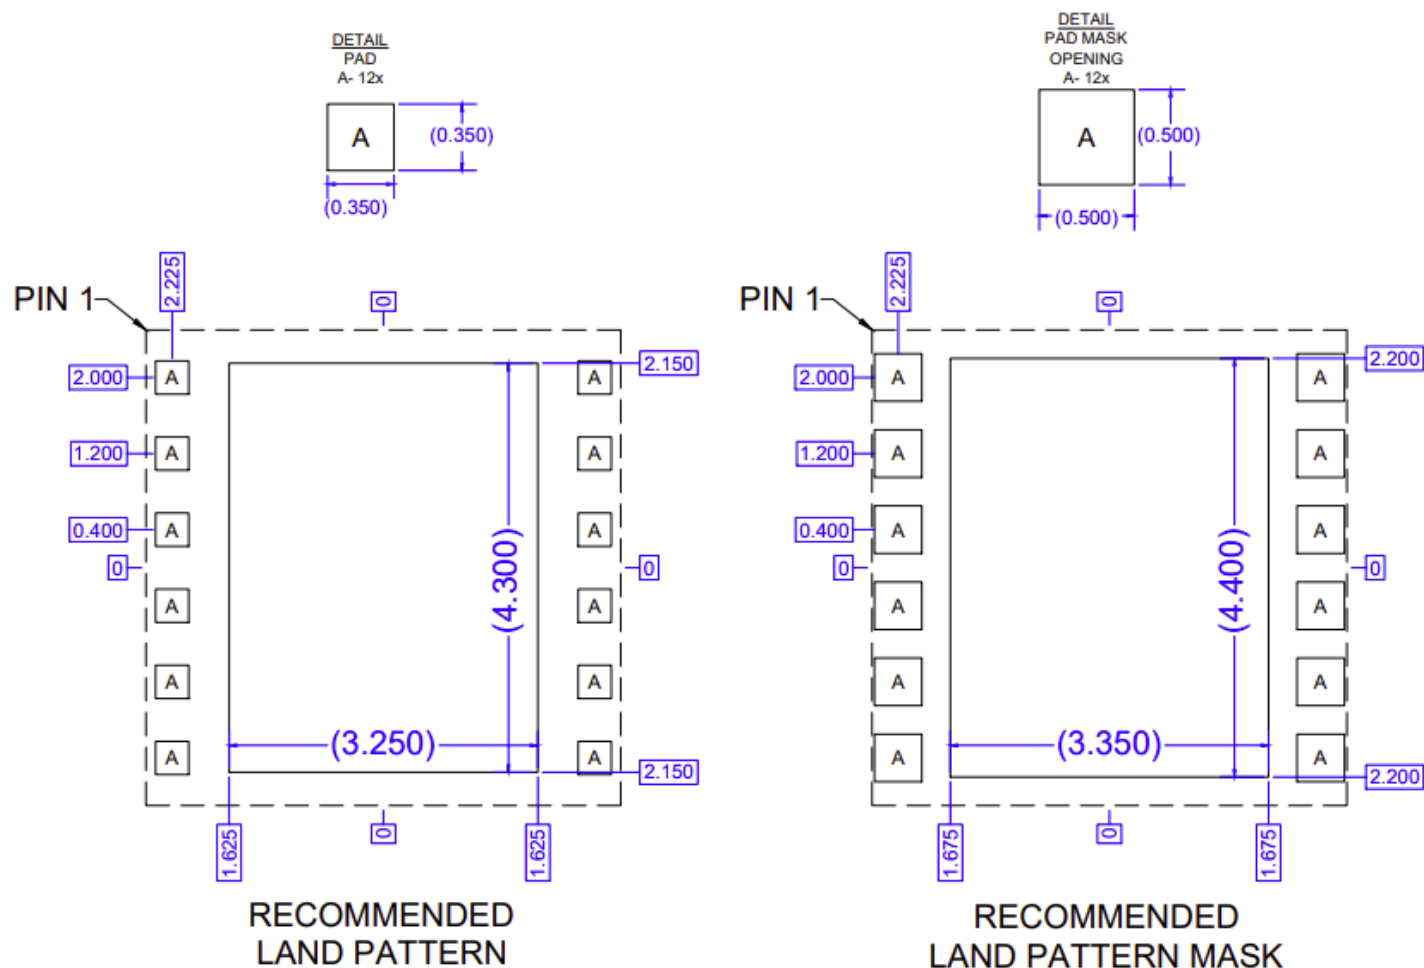 DETAIL
PAD
A- 12x
A
(0.350)
(0.350)
PIN 1
2.225
0
2.000
A
A
2.150
1.200
A
A
0.400
A
A
0
0
(4.300)
A
A
A
A
A
A
(3.250)
2.150
1.625
0
1.625
RECOMMENDED
LAND PATTERN
DETAIL
PAD MASK
OPENING
A- 12x
A
(0.500)
(0.500)
PIN 1
2.225
0
2.000
A
A
2.200
1.200
A
A
0.400
A
A
0
0
(4.400)
A
A
A
A
A
A
(3.350)
2.200
1.675
0
1.675
RECOMMENDED
LAND PATTERN MASK